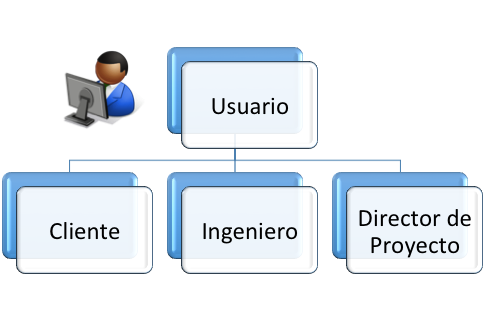 Usuario
Cliente
Ingeniero
Director de
Proyecto